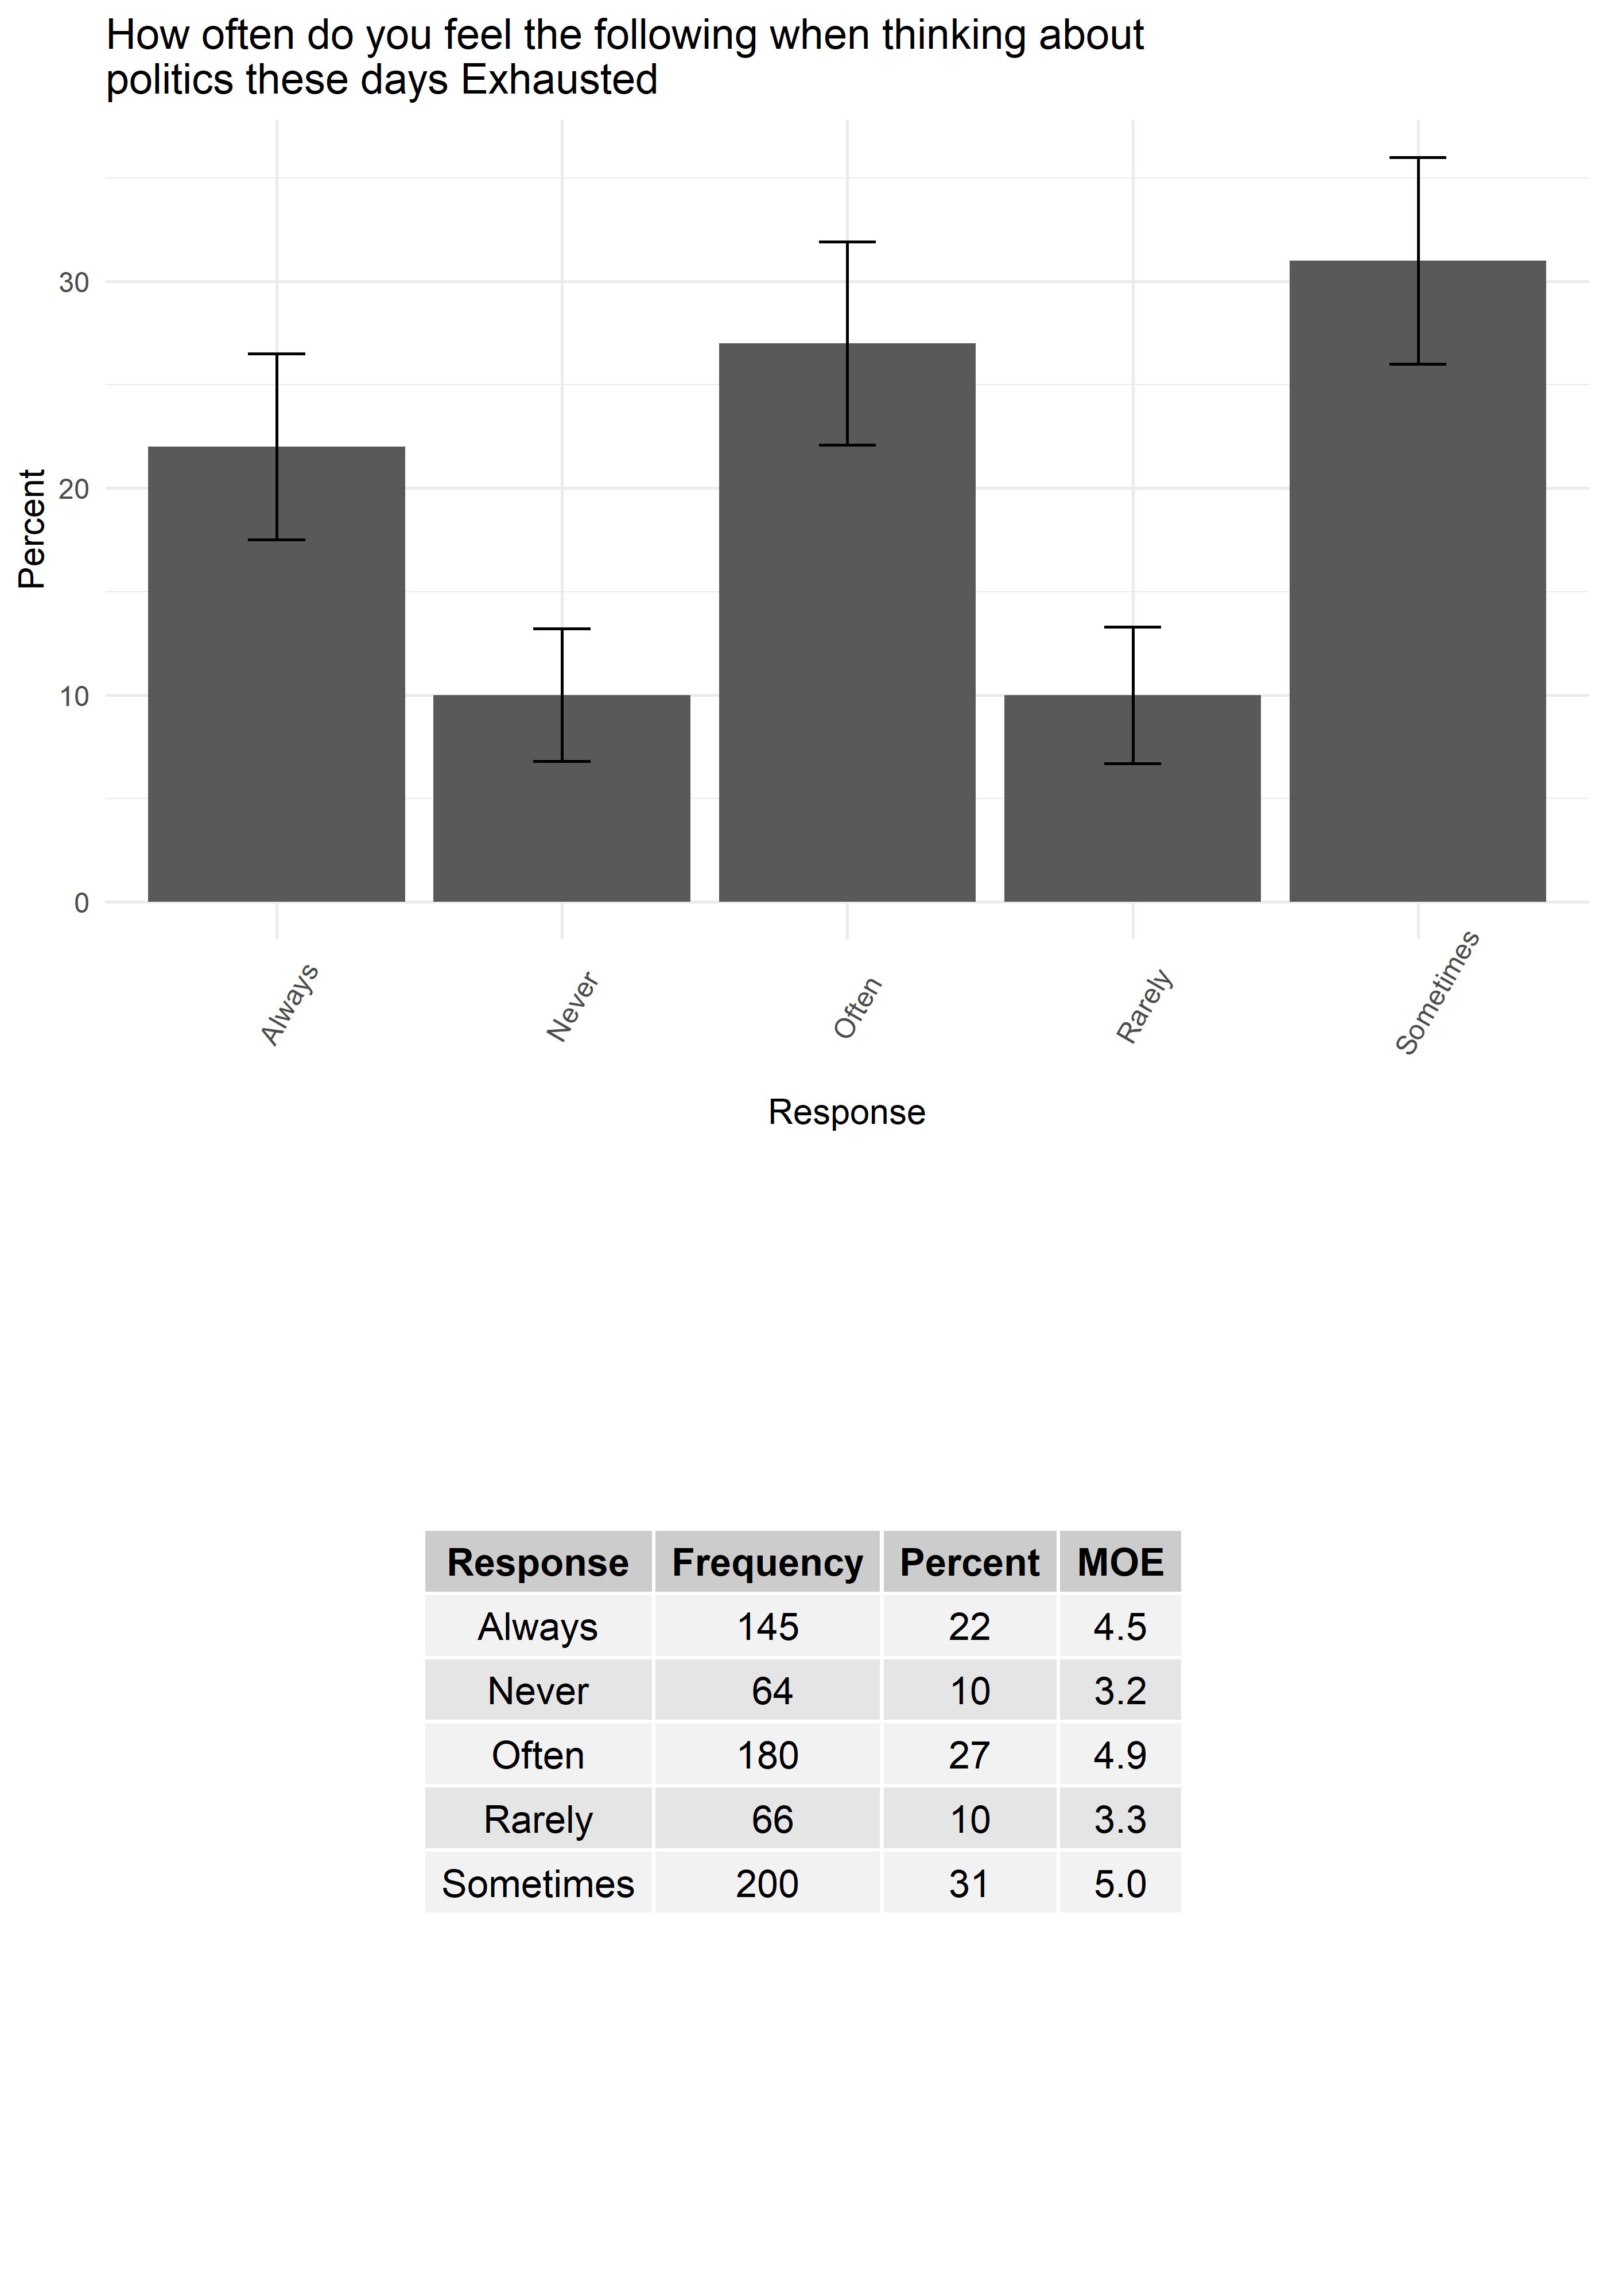 How often do you feel the following when thinking about
politics these days Exhausted
Percent
30
20
10
0
Always Never Often Rarely Sometimes
Response
Response Frequency Percent MOE
Always 145 22 4.5
Never 64 10 3.2
Often 180 27 4.9
Rarely 66 10 3.3
Sometimes 200 31 5.0